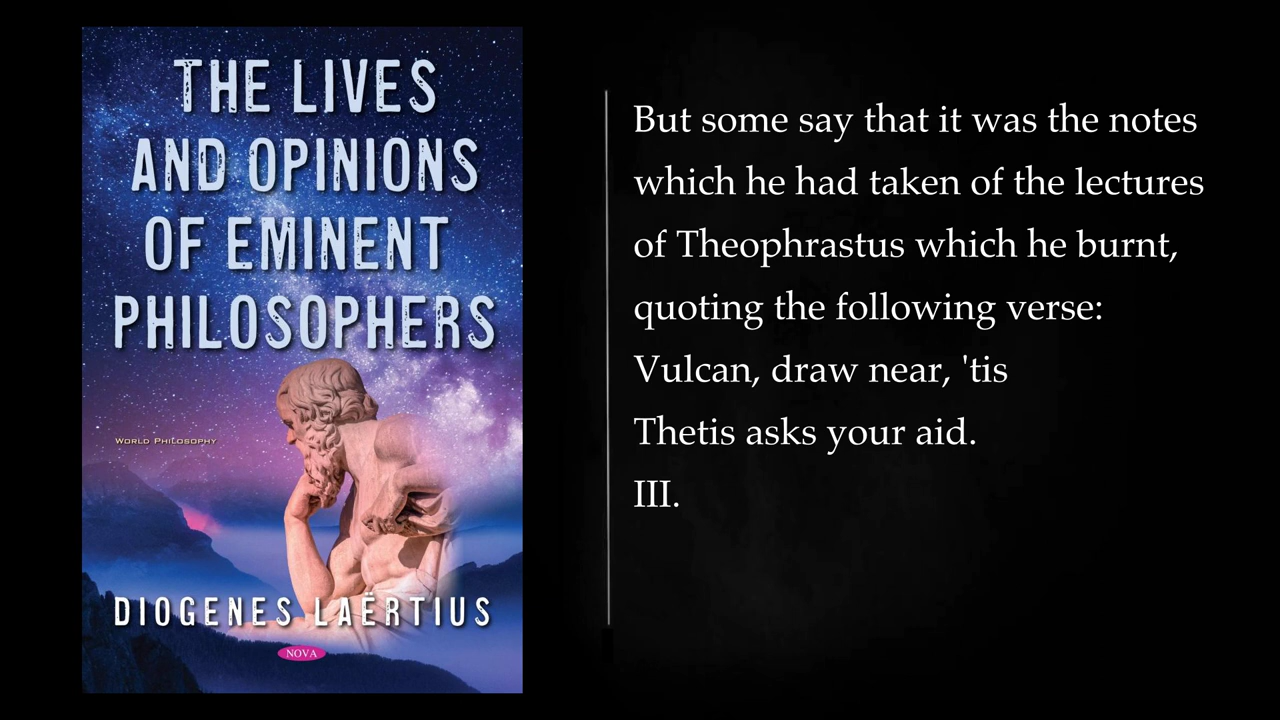 THE LIVES
AND OPINIONS
OF EMINENT
PHILOSOPHERS
WORLD PHILOSOPHY
DIOGENES LAËRTIUS
NOVA
But some say that it was the notes
which he had taken of the lectures
of Theophrastus which he burnt,
quoting the following verse:
Vulcan, draw near, 'tis
Thetis asks your aid.
III.